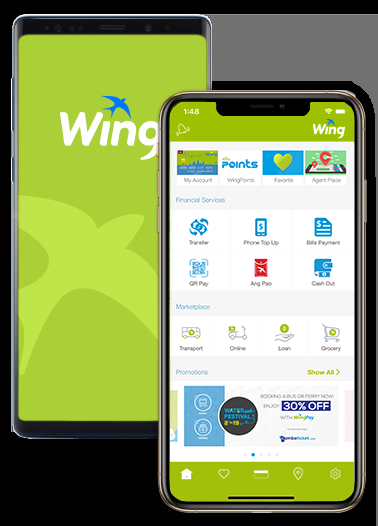 Wing
1:48
Wing
POINTS
My Account
WingPoints
Favorits
Agent Place
Financial Services
Transfer
Phone Top Up
Bills Payment
QR Pay
Ang Pao
Cash Out
Marketplace
Transport
Online
Loan
Grocery
Promotions
Show All >
BOOKING A BUS OR FERRY NOW!
ENJOY 30% OFF
WITH WingPay
WATER
FESTIVAL
2019
camboticket.com